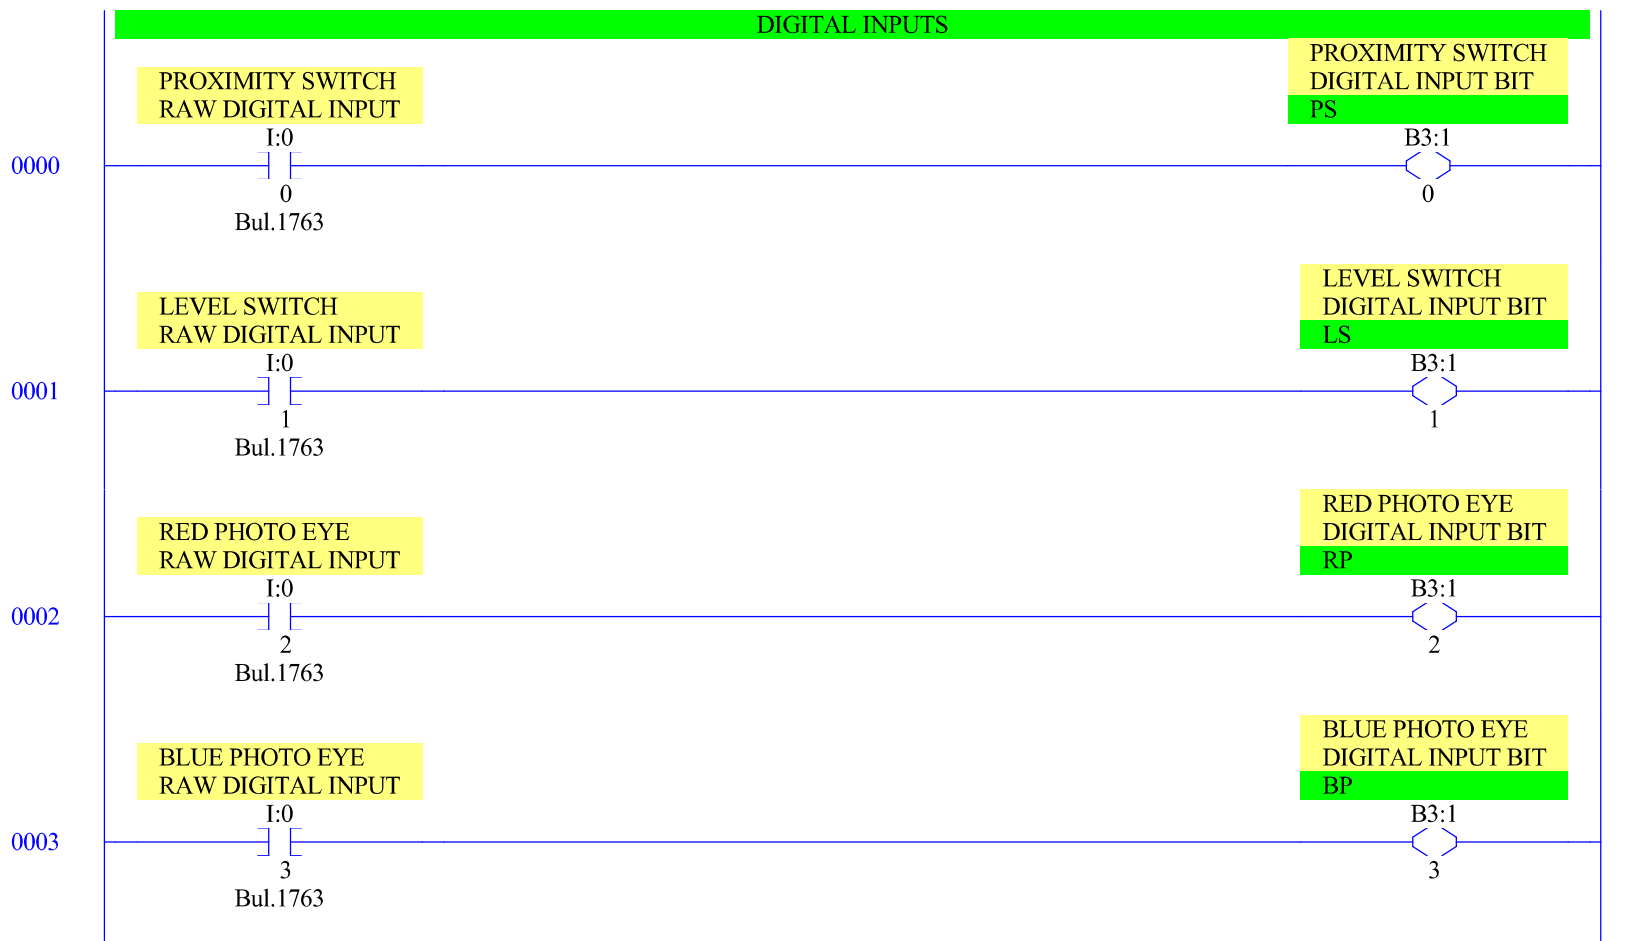 DIGITAL INPUTS
PROXIMITY SWITCH
RAW DIGITAL INPUT
I:0
0
Bul.1763
PROXIMITY SWITCH
DIGITAL INPUT BIT
PS
B3:1
0
0000
LEVEL SWITCH
RAW DIGITAL INPUT
I:0
1
Bul.1763
LEVEL SWITCH
DIGITAL INPUT BIT
LS
B3:1
1
0001
RED PHOTO EYE
RAW DIGITAL INPUT
I:0
2
Bul.1763
RED PHOTO EYE
DIGITAL INPUT BIT
RP
B3:1
2
0002
BLUE PHOTO EYE
RAW DIGITAL INPUT
I:0
3
Bul.1763
BLUE PHOTO EYE
DIGITAL INPUT BIT
BP
B3:1
3
0003